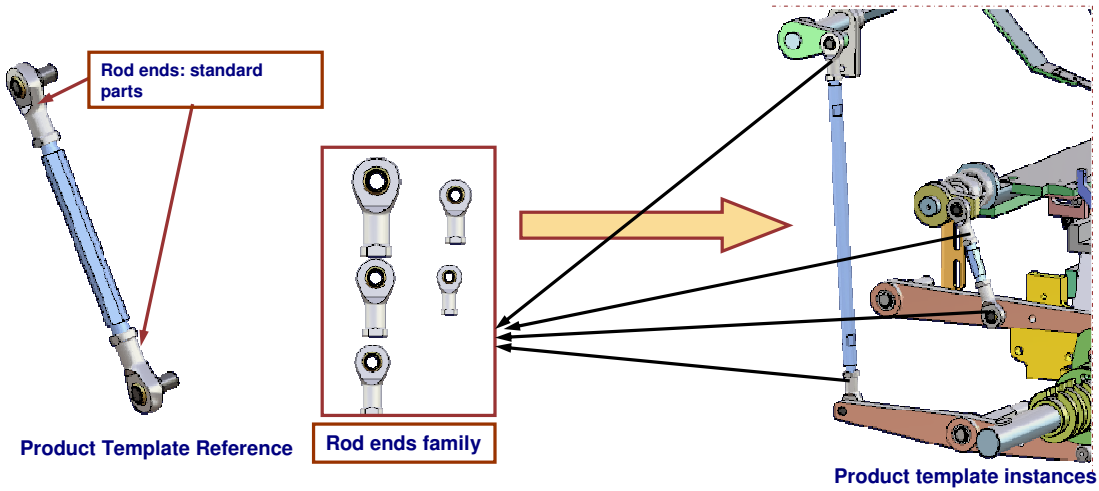 Rod ends: standard
parts
Product Template Reference
Rod ends family
Product template instances